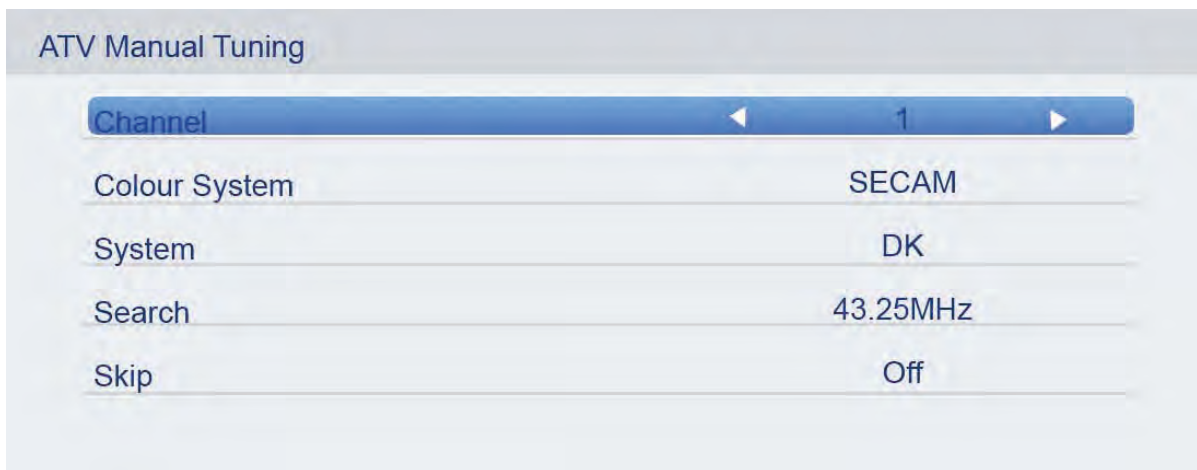 ATV Manual Tuning
Channel 1
Colour System SECAM
System DK
Search 43.25MHz
Skip Off